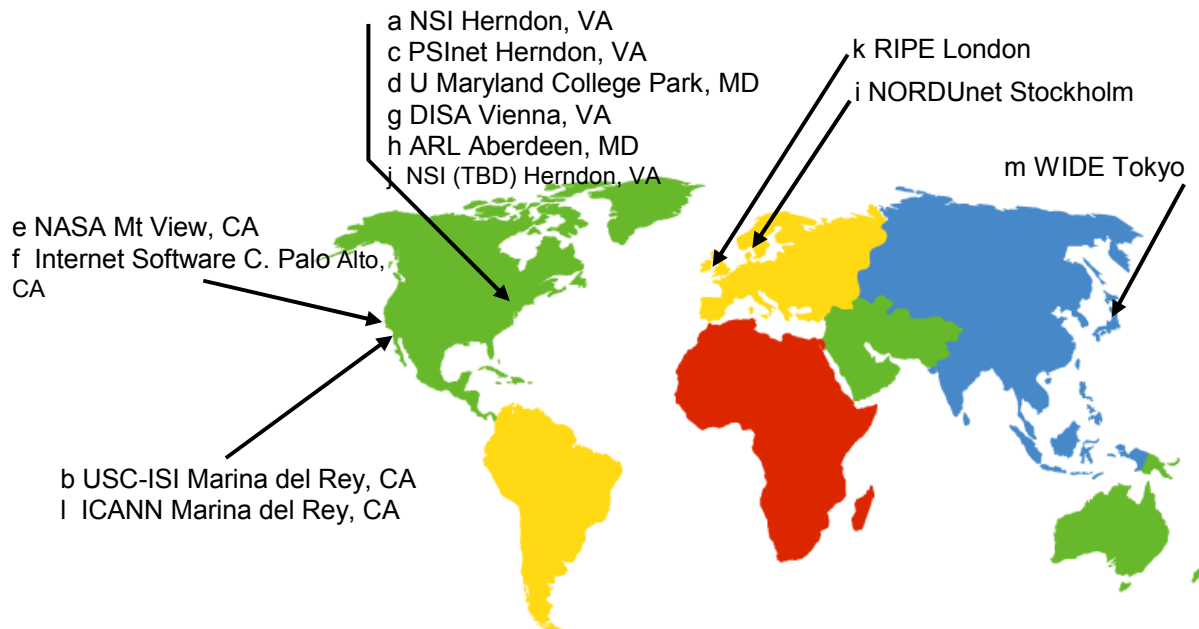 a NSI Herndon, VA
c PSInet Herndon, VA
d U Maryland College Park, MD
g DISA Vienna, VA
h ARL Aberdeen, MD
j NSI (TBD) Herndon, VA
k RIPE London
i NORDUnet Stockholm
m WIDE Tokyo
e NASA Mt View, CA
f Internet Software C. Palo Alto,
CA
b USC-ISI Marina del Rey, CA
l ICANN Marina del Rey, CA